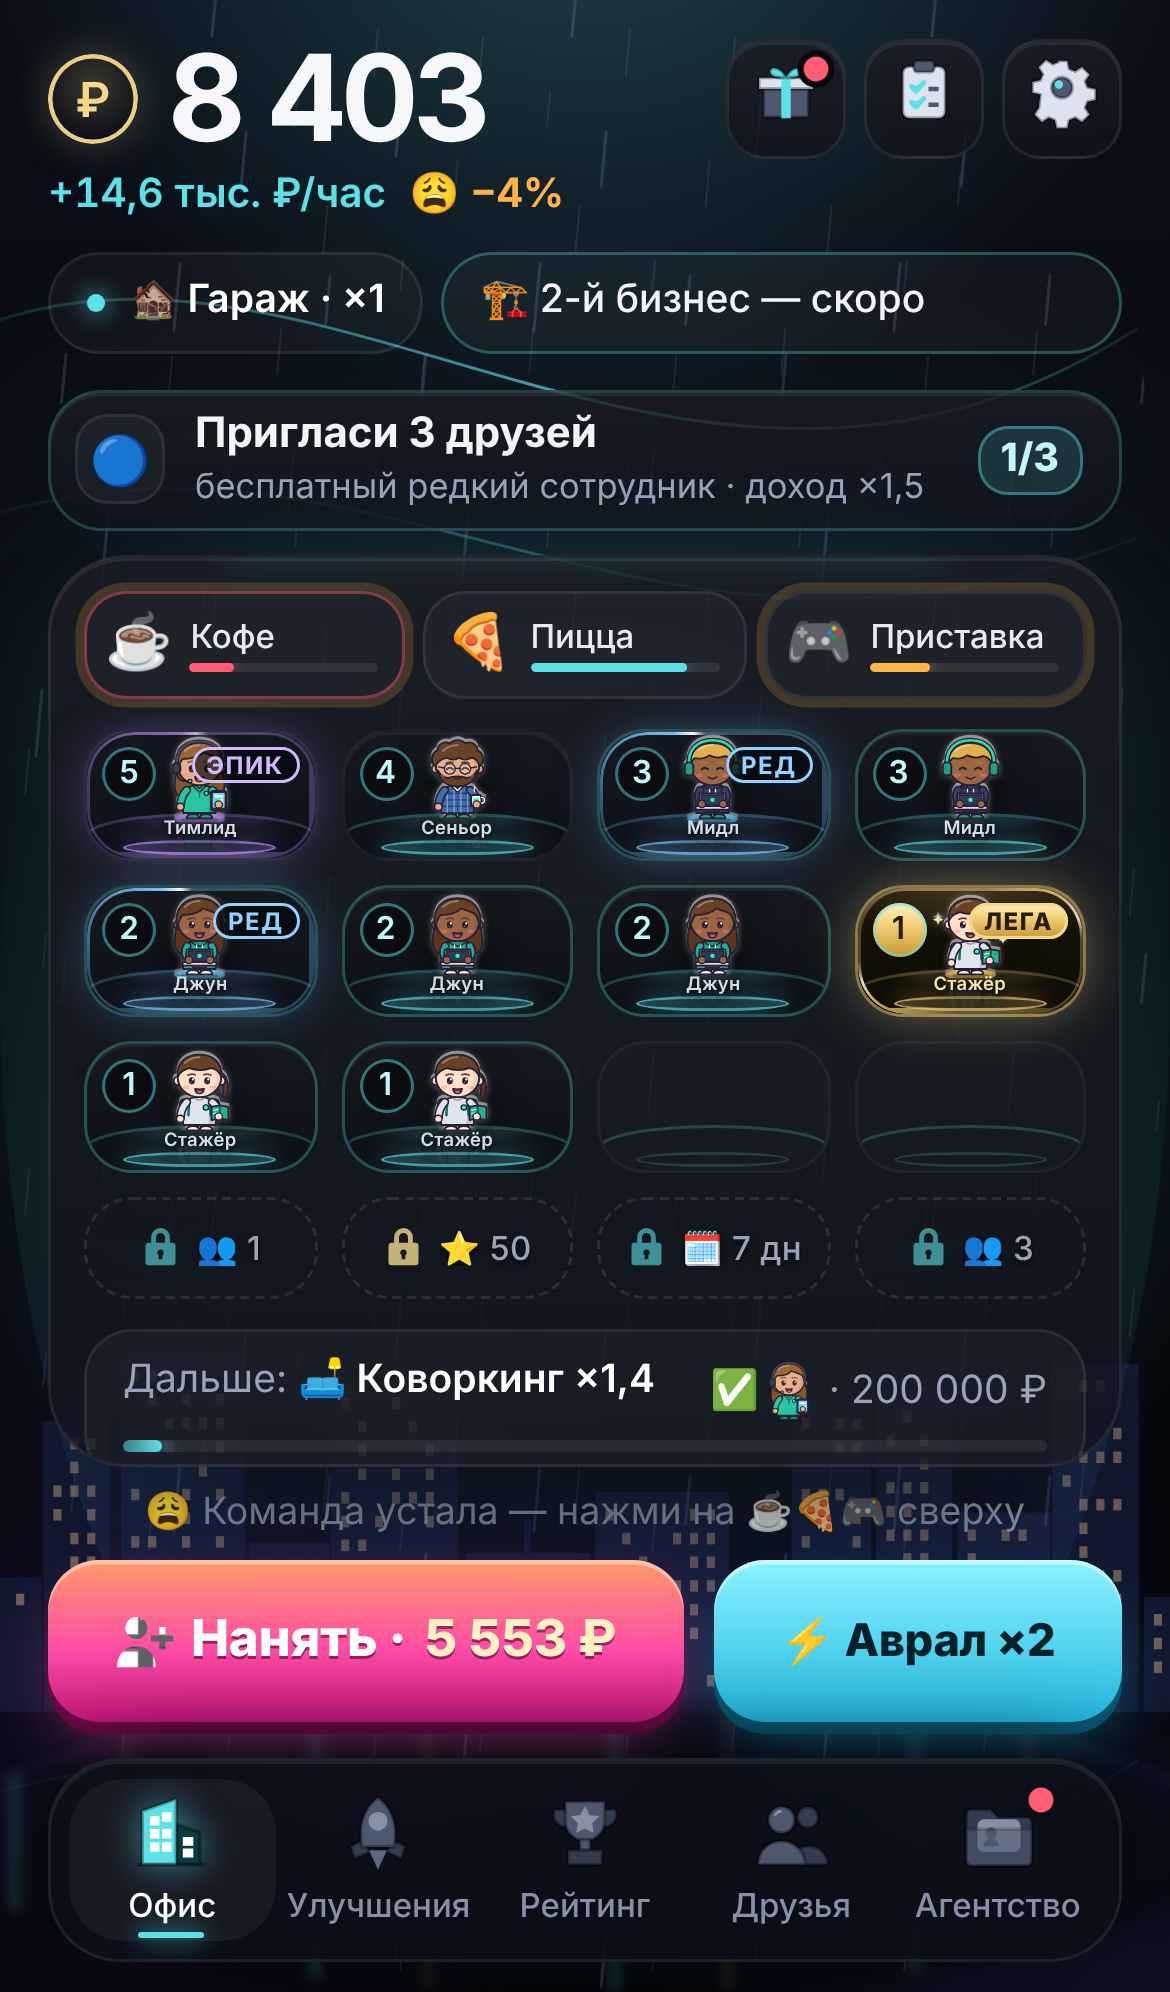 ₽ 8 403
+14,6 тыс. ₽/час 😩 −4%
🏚 Гараж · ×1
🏗 2-й бизнес — скоро
Пригласи 3 друзей
бесплатный редкий сотрудник · доход ×1,5
1/3
Кофе
Пицца
Приставка
5 ЭПИК
Тимлид
4
Сеньор
3 РЕД
Мидл
3
Мидл
2 РЕД
Джун
2
Джун
2
Джун
1 ЛЕГА
Стажёр
1
Стажёр
1
Стажёр
👥 1
⭐ 50
🗓 7 дн
👥 3
Дальше: 🛋 Коворкинг ×1,4
✅ · 200 000 ₽
😩 Команда устала — нажми на ☕🍕🎮 сверху
Нанять · 5 553 ₽
⚡ Аврал ×2
Офис
Улучшения
Рейтинг
Друзья
Агентство